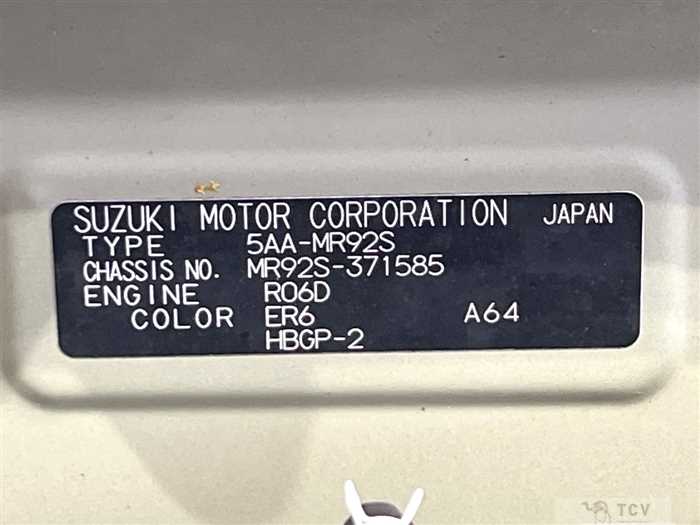 SUZUKI MOTOR CORPORATION JAPAN
TYPE 5AA-MR92S
CHASSIS NO. MR92S-371585
ENGINE R06D
COLOR ER6 A64
HBGP-2
TCV